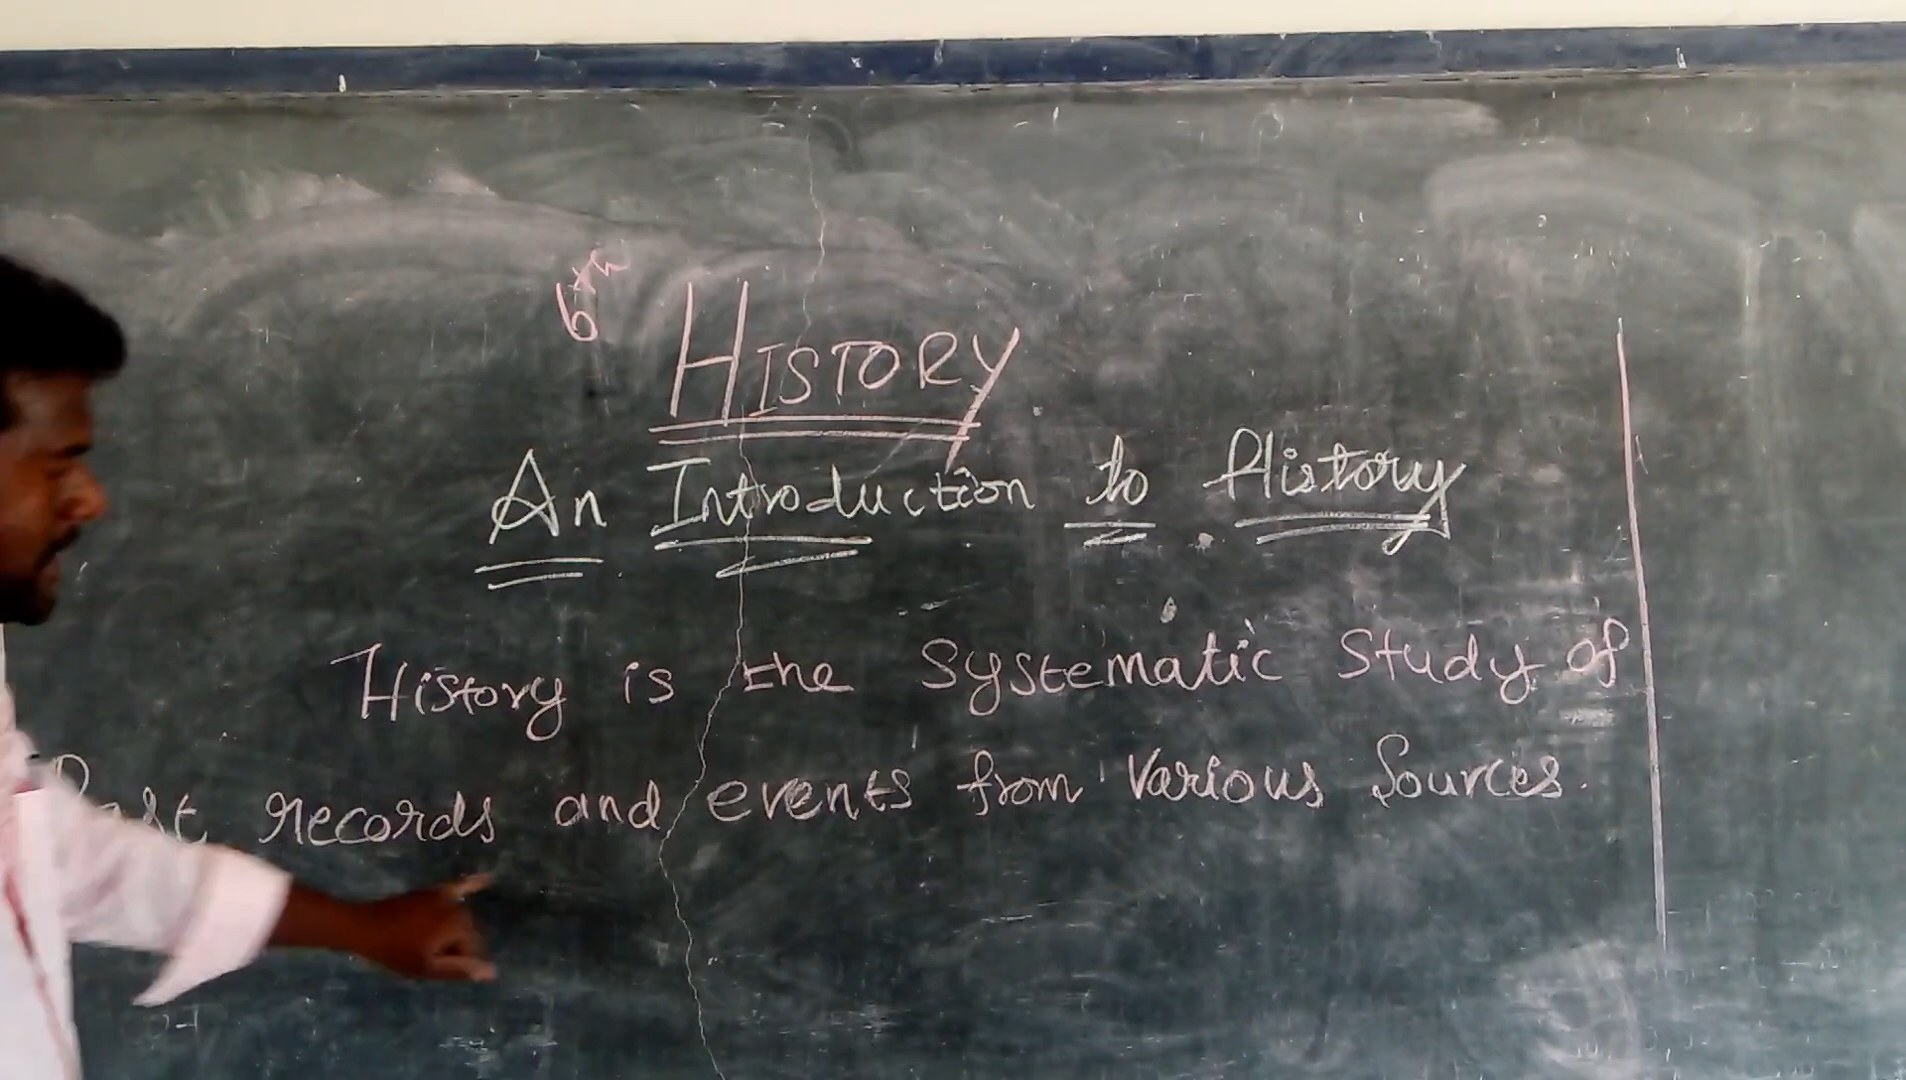 6th
HISTORY
An Introduction to History
History is the Systematic Study of
Past records and events from Various Sources.